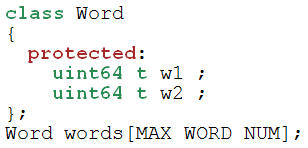 class Word
{
protected:
uint64 t w1 ;
uint64 t w2 ;
};
Word words[MAX WORD NUM];